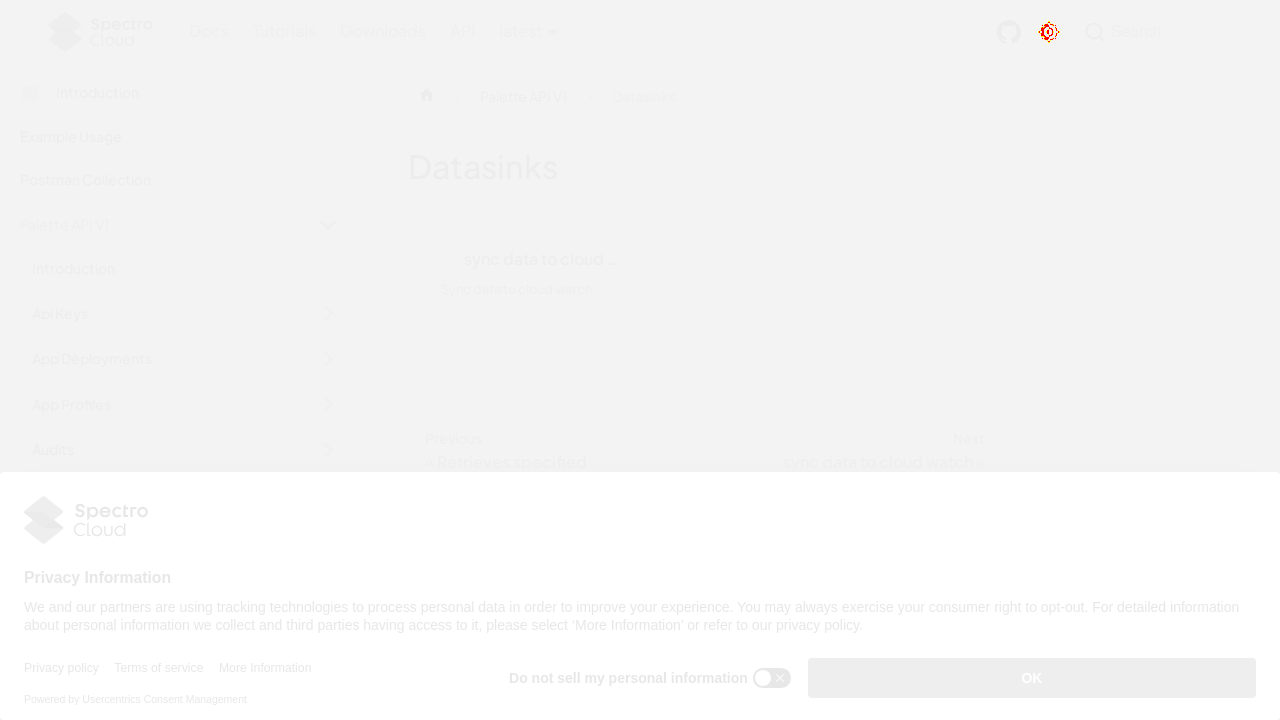 Spectro Cloud
Docs Tutorials Downloads API latest Search
Introduction
Palette API V1 Datasinks
Example Usage
Datasinks
Postman Collection
Palette API V1
sync data to cloud …
Introduction
Sync data to cloud watch
Api Keys
App Deployments
App Profiles
Previous
Next
Audits
« Retrieves specified
sync data to cloud watch »
Spectro
Cloud
Privacy Information
We and our partners are using tracking technologies to process personal data in order to improve your experience. You may always exercise your consumer right to opt-out. For detailed information
about personal information we collect and third parties having access to it, please select ‘More Information’ or refer to our privacy policy.
Privacy policy Terms of service More Information
Do not sell my personal information
OK
Powered by Usercentrics Consent Management